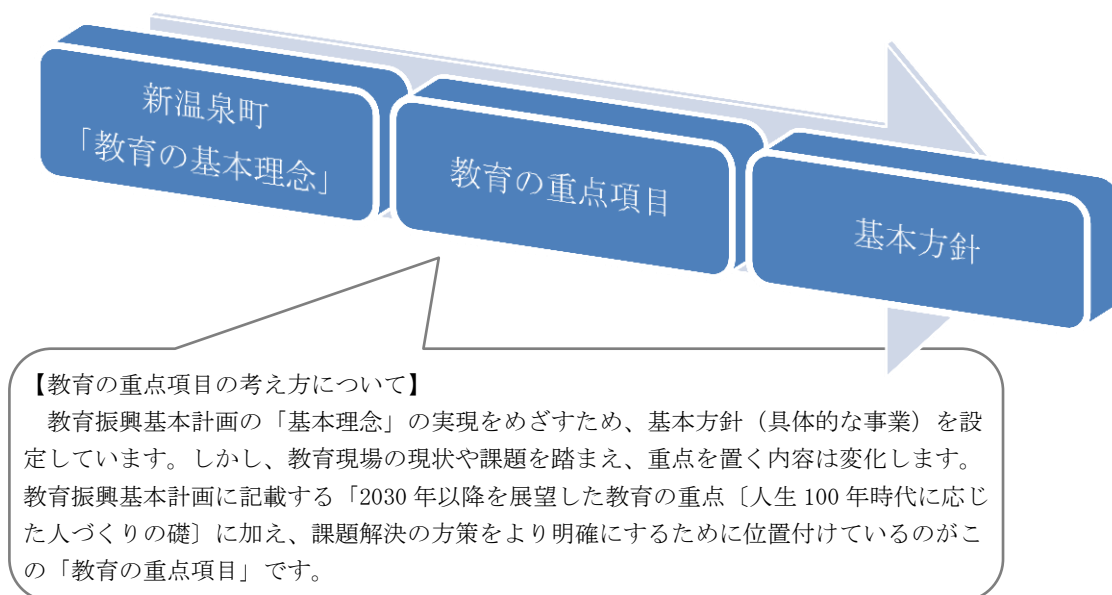 新温泉町
「教育の基本理念」
教育の重点項目
基本方針
【教育の重点項目の考え方について】
　教育振興基本計画の「基本理念」の実現をめざすため、基本方針（具体的な事業）を設
定しています。しかし、教育現場の現状や課題を踏まえ、重点を置く内容は変化します。
教育振興基本計画に記載する「2030 年以降を展望した教育の重点〔人生 100 年時代に応じ
た人づくりの礎〕に加え、課題解決の方策をより明確にするために位置付けているのがこ
の「教育の重点項目」です。